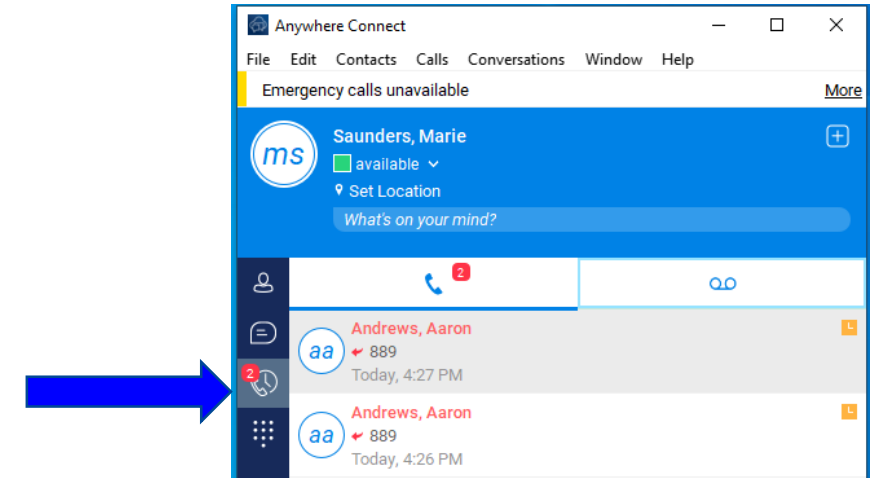 Anywhere Connect
File Edit Contacts Calls Conversations Window Help
Emergency calls unavailable More
ms
Saunders, Marie
available
Set Location
What's on your mind?
2
Andrews, Aaron
aa
889
Today, 4:27 PM
2
Andrews, Aaron
aa
889
Today, 4:26 PM